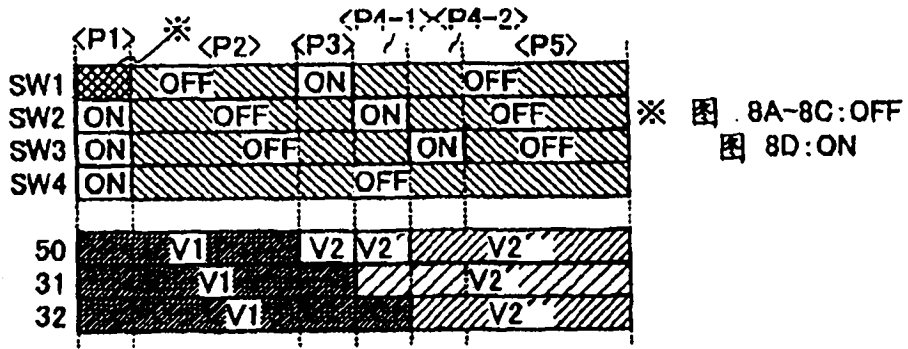 <P1> ※ <P2> <P3> <P4-1> <P4-2> <P5>
SW1 OFF ON OFF
SW2 ON OFF ON OFF
SW3 ON OFF ON OFF
SW4 ON OFF
※ 图 .8A~8C:OFF
图 8D:ON
50 V1 V2 V2′ V2′′
31 V1 V2′
32 V1 V2′′